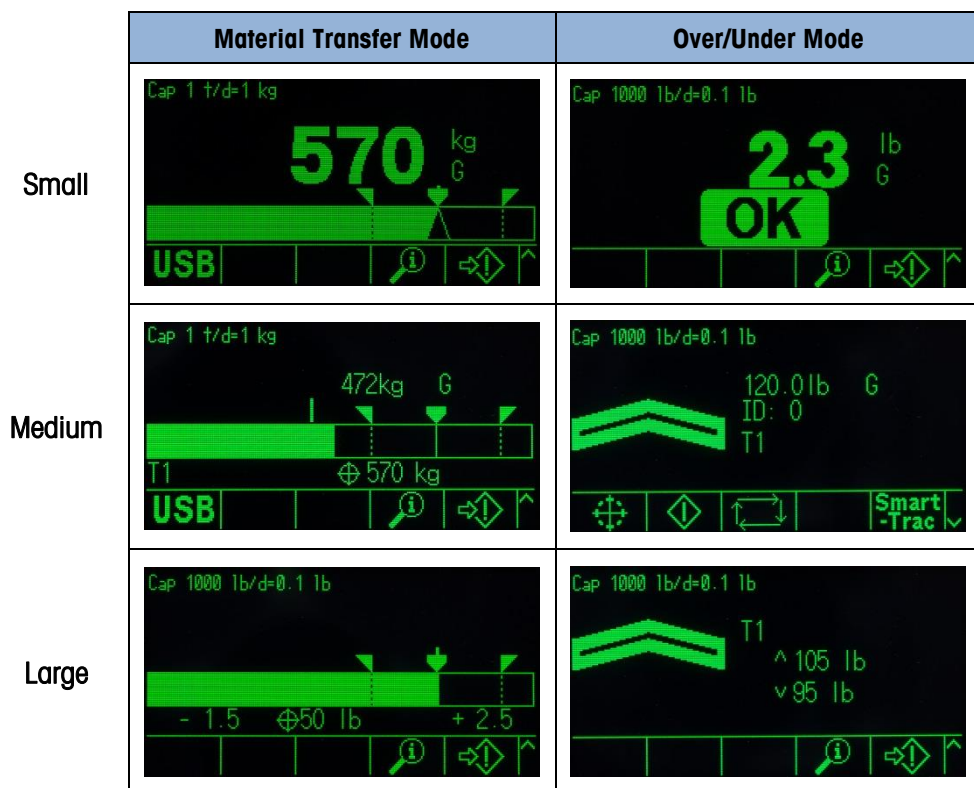 Material Transfer Mode
Over/Under Mode
Small
Cap 1 t/d=1 kg
570 kg
G
USB
Cap 1000 lb/d=0.1 lb
2.3 lb
G
OK
Medium
Cap 1 t/d=1 kg
472kg G
T1 570 kg
USB
Cap 1000 lb/d=0.1 lb
120.0lb G
ID: 0
T1
Smart
-Trac
Large
Cap 1000 lb/d=0.1 lb
- 1.5 50 lb + 2.5
Cap 1000 lb/d=0.1 lb
T1
^ 105 lb
v 95 lb